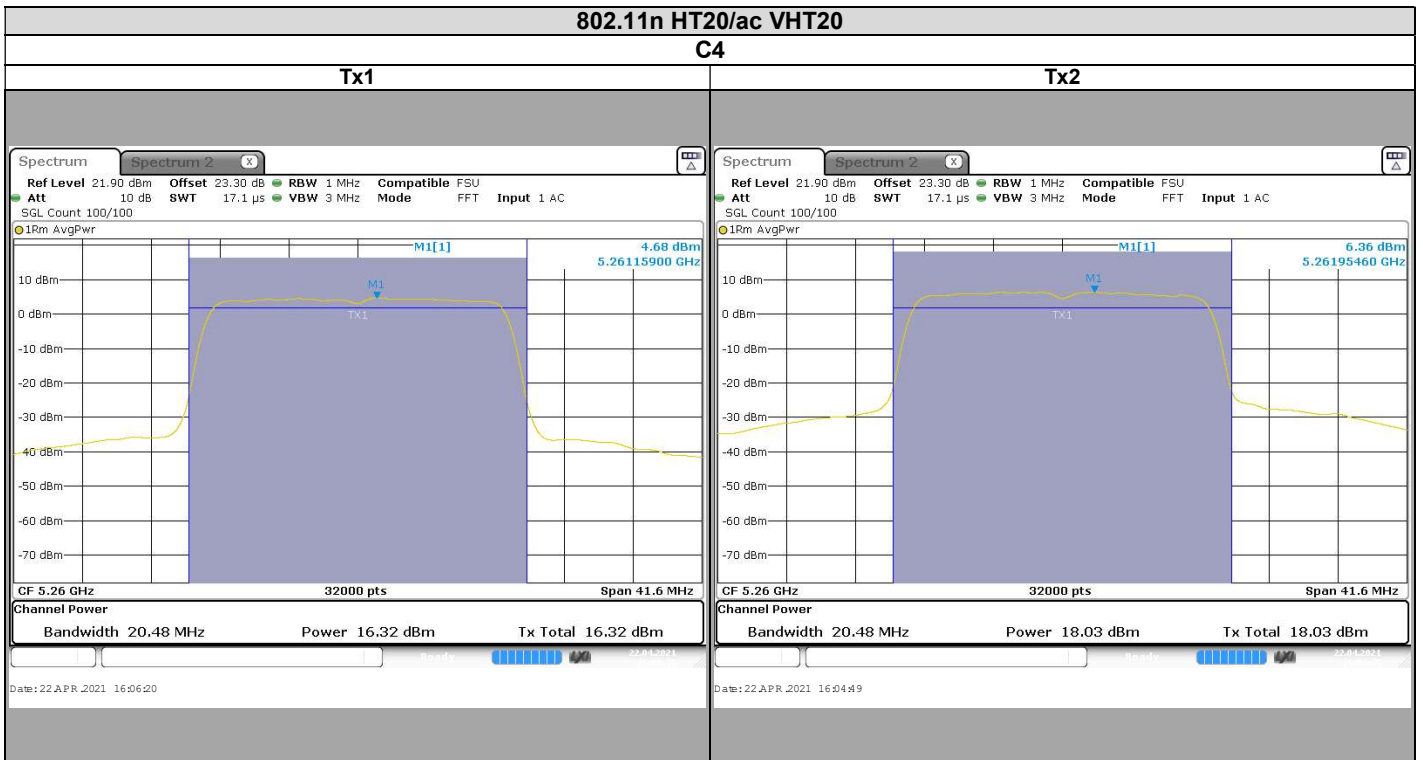 802.11n HT20/ac VHT20
C4
Tx1
Tx2
Spectrum Spectrum 2 X
Ref Level 21.90 dBm Offset 23.30 dB RBW 1 MHz Compatible FSU
Att 10 dB SWT 17.1 µs VBW 3 MHz Mode FFT Input 1 AC
SGL Count 100/100
1Rm AvgPwr
M1[1] 4.68 dBm
5.26115900 GHz
10 dBm
M1
0 dBm
TX1
-10 dBm
-20 dBm
-30 dBm
-40 dBm
-50 dBm
-60 dBm
-70 dBm
CF 5.26 GHz 32000 pts Span 41.6 MHz
Channel Power
Bandwidth 20.48 MHz Power 16.32 dBm Tx Total 16.32 dBm
Ready LXI 22.04.2021
Date: 22.APR.2021 16:06:20
Spectrum Spectrum 2 X
Ref Level 21.90 dBm Offset 23.30 dB RBW 1 MHz Compatible FSU
Att 10 dB SWT 17.1 µs VBW 3 MHz Mode FFT Input 1 AC
SGL Count 100/100
1Rm AvgPwr
M1[1] 6.36 dBm
5.26195460 GHz
10 dBm
M1
0 dBm
TX1
-10 dBm
-20 dBm
-30 dBm
-40 dBm
-50 dBm
-60 dBm
-70 dBm
CF 5.26 GHz 32000 pts Span 41.6 MHz
Channel Power
Bandwidth 20.48 MHz Power 18.03 dBm Tx Total 18.03 dBm
Ready LXI 22.04.2021
Date: 22.APR.2021 16:04:49